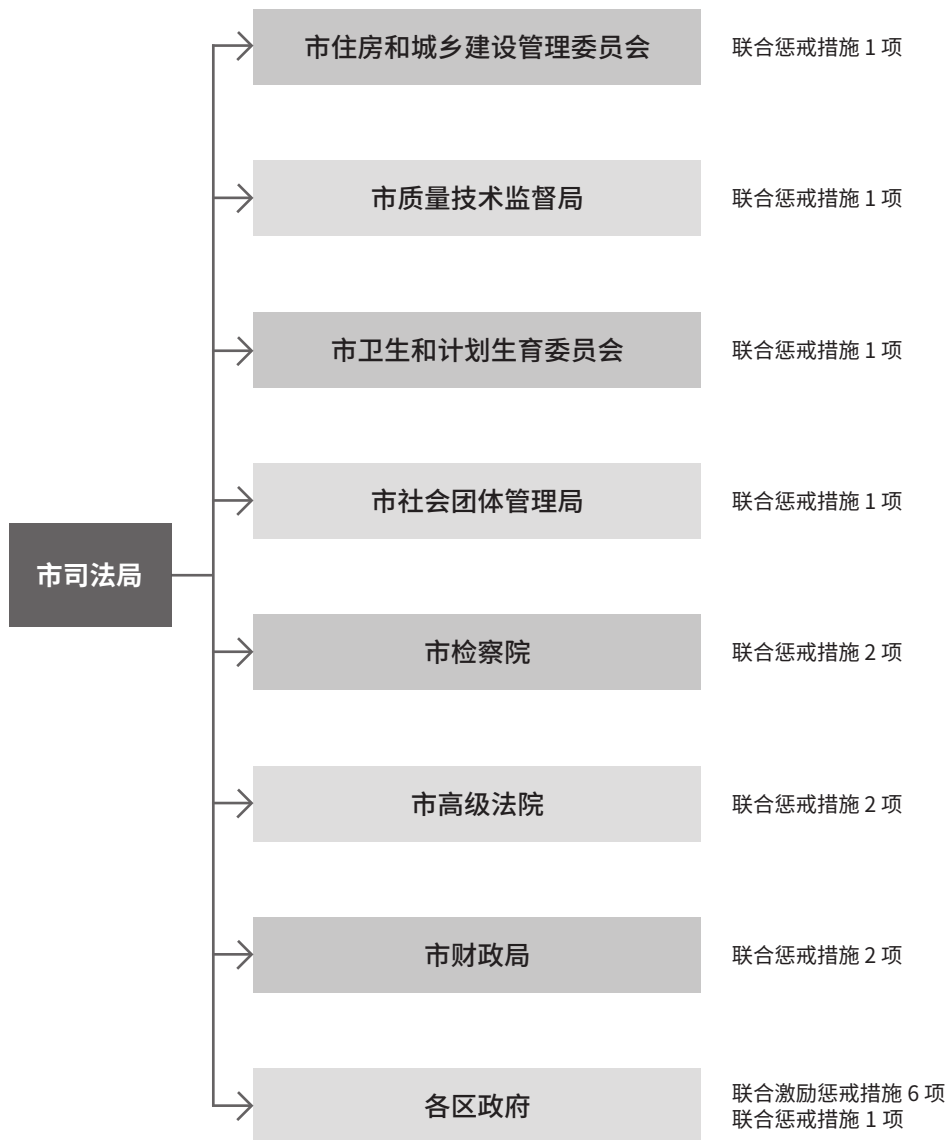 市住房和城乡建设管理委员会
联合惩戒措施 1 项
市质量技术监督局
联合惩戒措施 1 项
市卫生和计划生育委员会
联合惩戒措施 1 项
市社会团体管理局
联合惩戒措施 1 项
市司法局
市检察院
联合惩戒措施 2 项
市高级法院
联合惩戒措施 2 项
市财政局
联合惩戒措施 2 项
各区政府
联合激励惩戒措施 6 项
联合惩戒措施 1 项